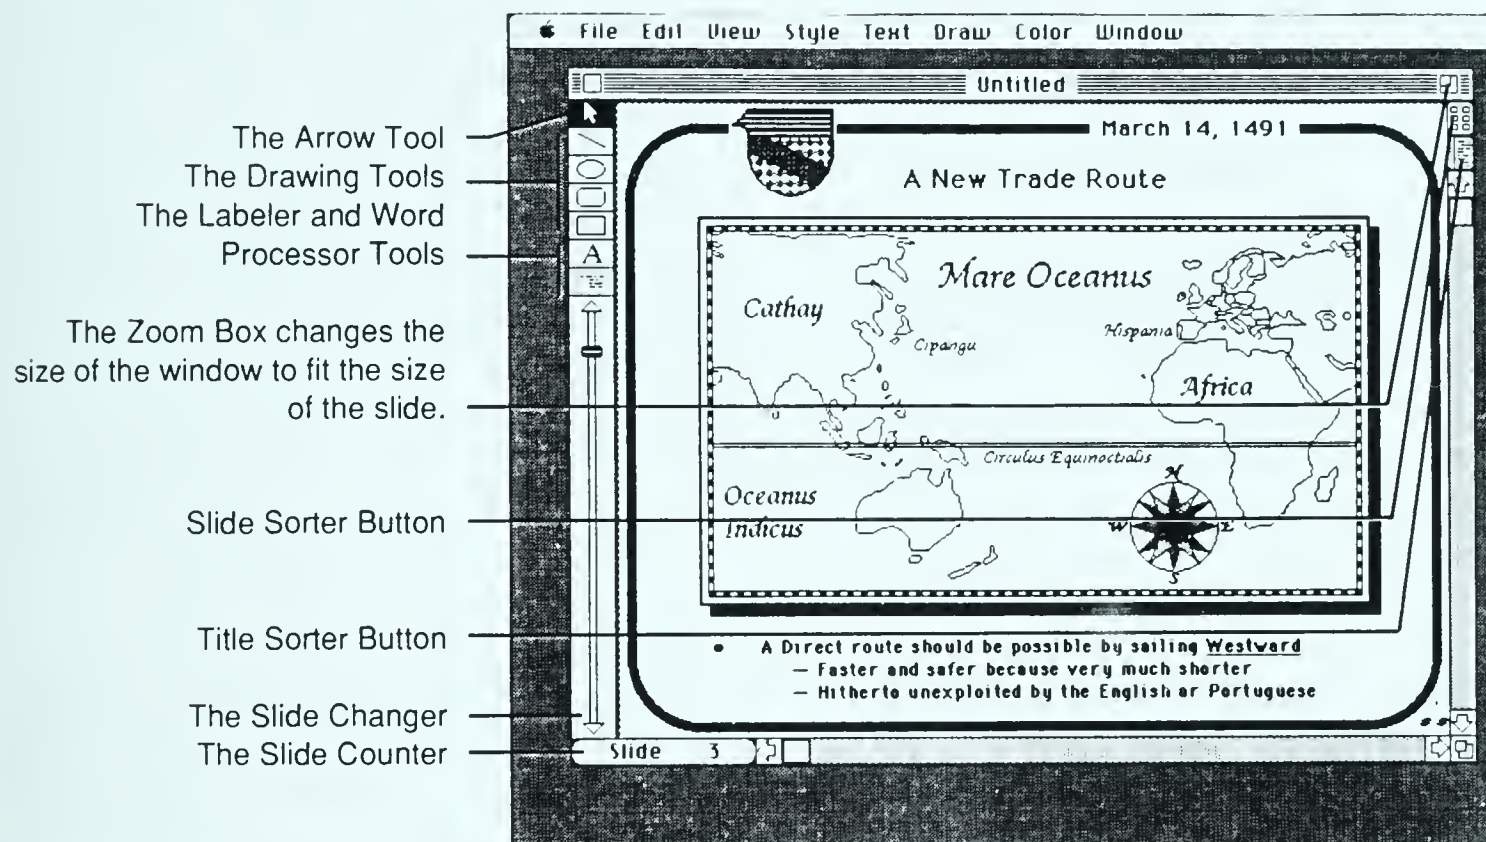 File Edit View Style Text Draw Color Window
Untitled
The Arrow Tool
The Drawing Tools
The Labeler and Word
Processor Tools
The Zoom Box changes the
size of the window to fit the size
of the slide.
Slide Sorter Button
Title Sorter Button
The Slide Changer
The Slide Counter
A
March 14, 1491
A New Trade Route
Mare Oceanus
Cathay
Cipangu
Hispania
Africa
Circulus Equinoctialis
Oceanus
Indicus
N
W E
S
• A Direct route should be possible by sailing Westward
— Faster and safer because very much shorter
— Hitherto unexploited by the English or Portuguese
Slide 3